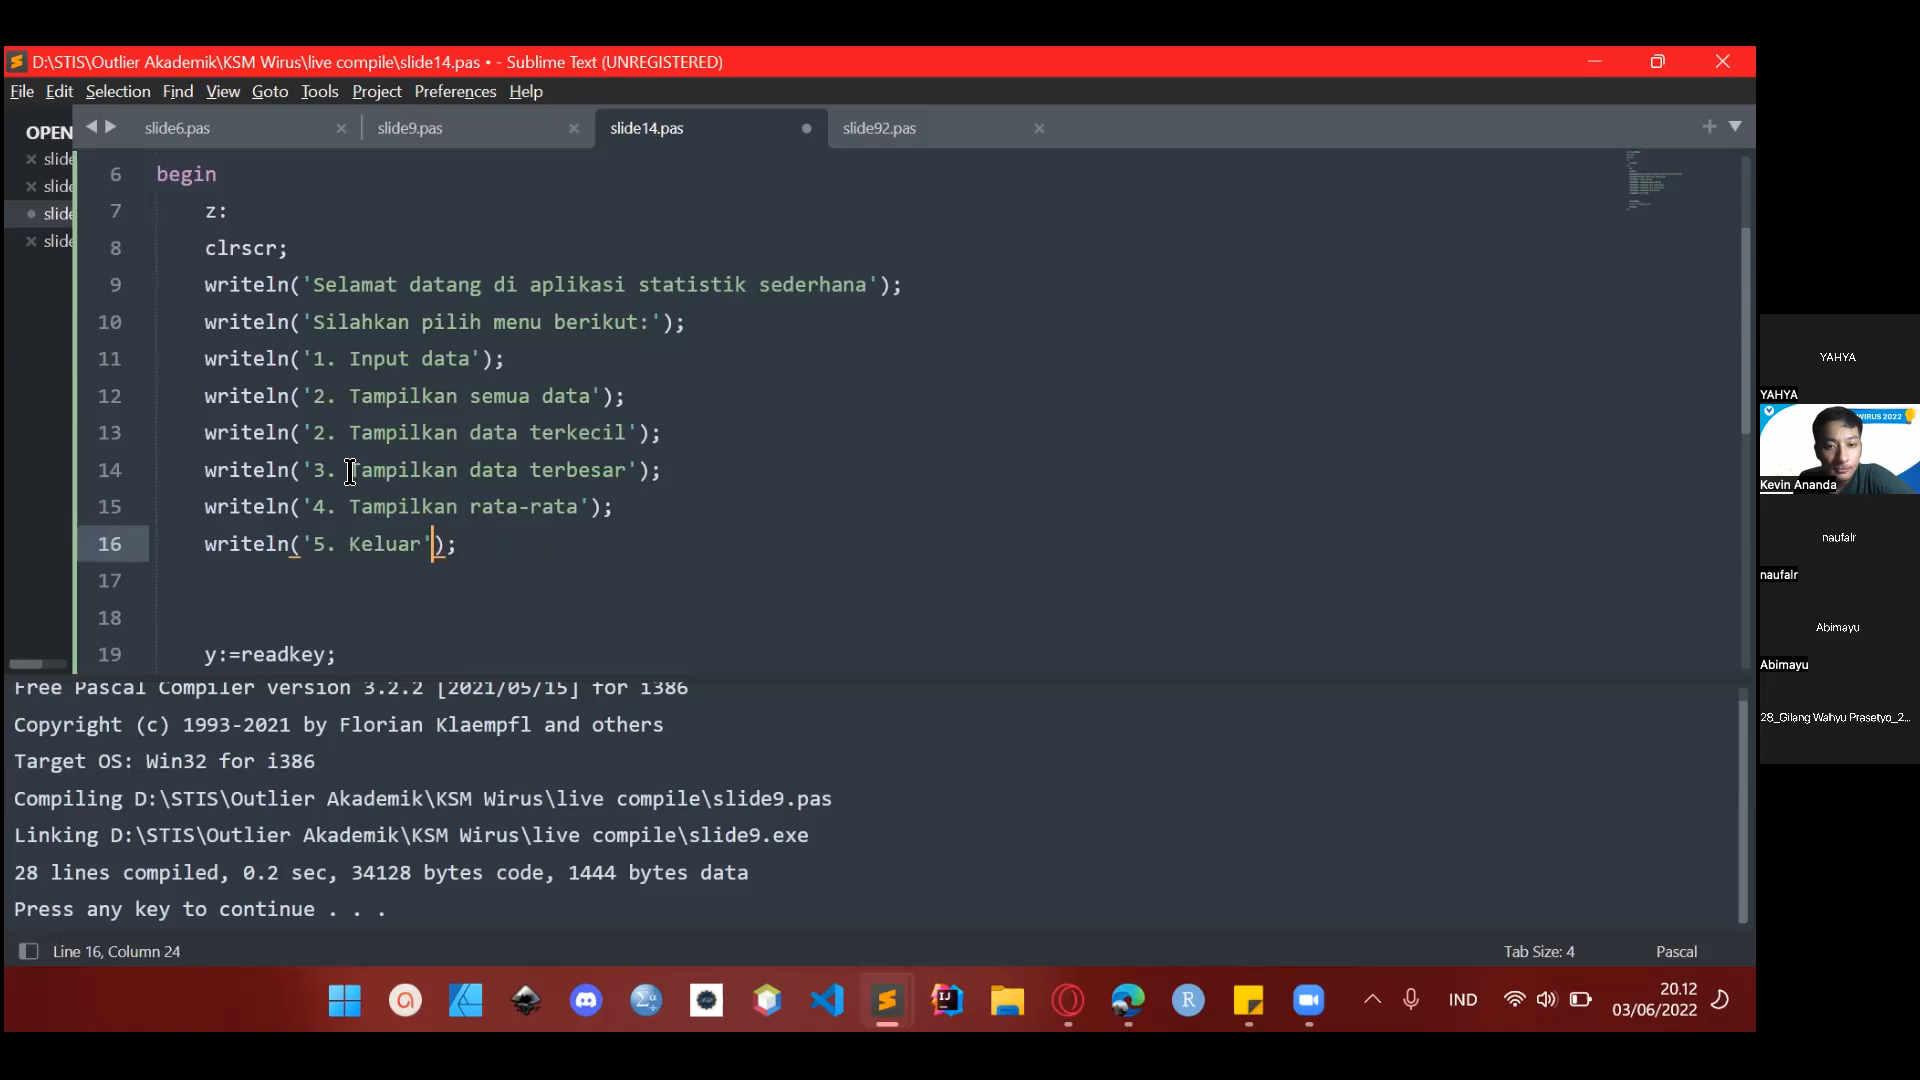 D:\STIS\Outlier Akademik\KSM Wirus\live compile\slide14.pas • - Sublime Text (UNREGISTERED)
File Edit Selection Find View Goto Tools Project Preferences Help
OPEN
slide6.pas
slide9.pas
slide14.pas
slide92.pas
slide
slide
slide
slide
6 begin
7 z:
8 clrscr;
9 writeln('Selamat datang di aplikasi statistik sederhana');
10 writeln('Silahkan pilih menu berikut:');
11 writeln('1. Input data');
12 writeln('2. Tampilkan semua data');
13 writeln('2. Tampilkan data terkecil');
14 writeln('3. Tampilkan data terbesar');
15 writeln('4. Tampilkan rata-rata');
16 writeln('5. Keluar');
17
18
19 y:=readkey;
Free Pascal Compiler version 3.2.2 [2021/05/15] for i386
Copyright (c) 1993-2021 by Florian Klaempfl and others
Target OS: Win32 for i386
Compiling D:\STIS\Outlier Akademik\KSM Wirus\live compile\slide9.pas
Linking D:\STIS\Outlier Akademik\KSM Wirus\live compile\slide9.exe
28 lines compiled, 0.2 sec, 34128 bytes code, 1444 bytes data
Press any key to continue . . .
Line 16, Column 24
Tab Size: 4
Pascal
IND
20.12
03/06/2022
YAHYA
YAHYA
WIRUS 2022
Kevin Ananda
naufalr
naufalr
Abimayu
Abimayu
28_Gilang Wahyu Prasetyo_2...